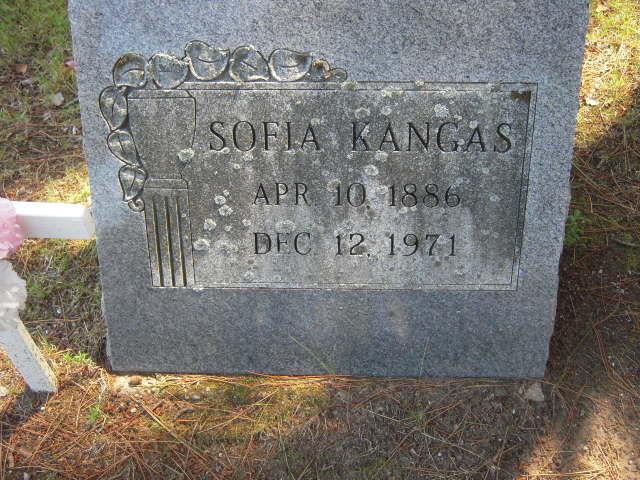 SOFIA KANGAS
APR. 10 1886
DEC 12, 1971